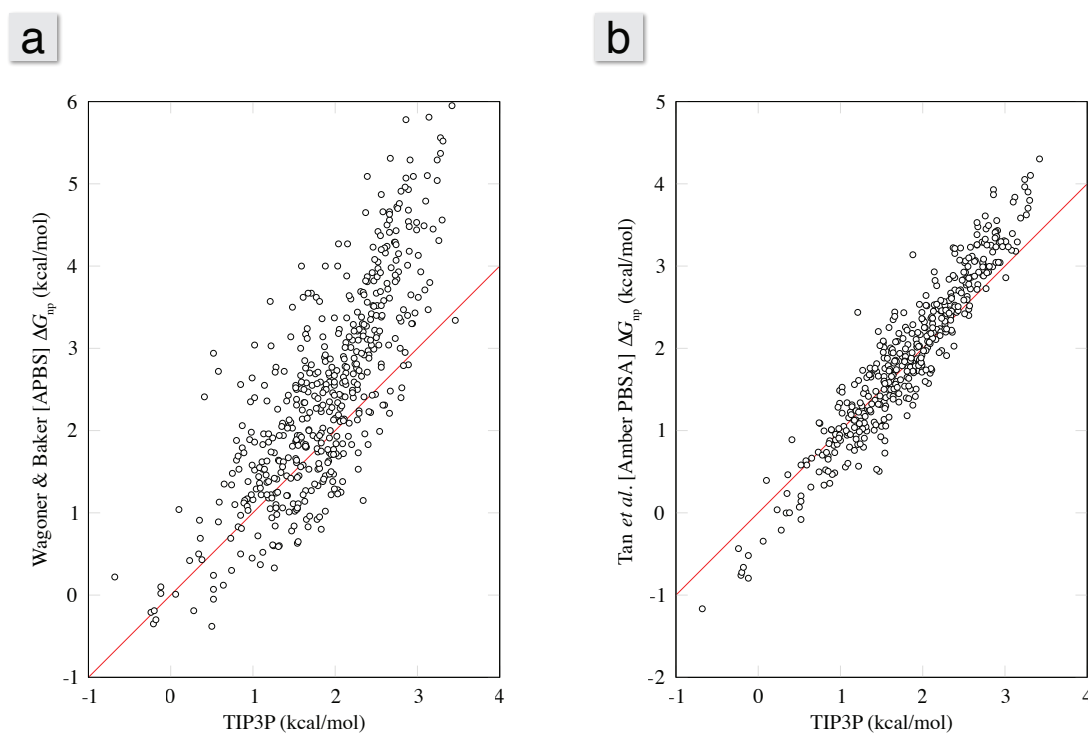 a
b
6
5
4
3
2
1
0
-1
-1 0 1 2 3 4
TIP3P (kcal/mol)
Wagoner & Baker [APBS] ΔGnp (kcal/mol)
5
4
3
2
1
0
-1
-2
-1 0 1 2 3 4
TIP3P (kcal/mol)
Tan et al. [Amber PBSA] ΔGnp (kcal/mol)